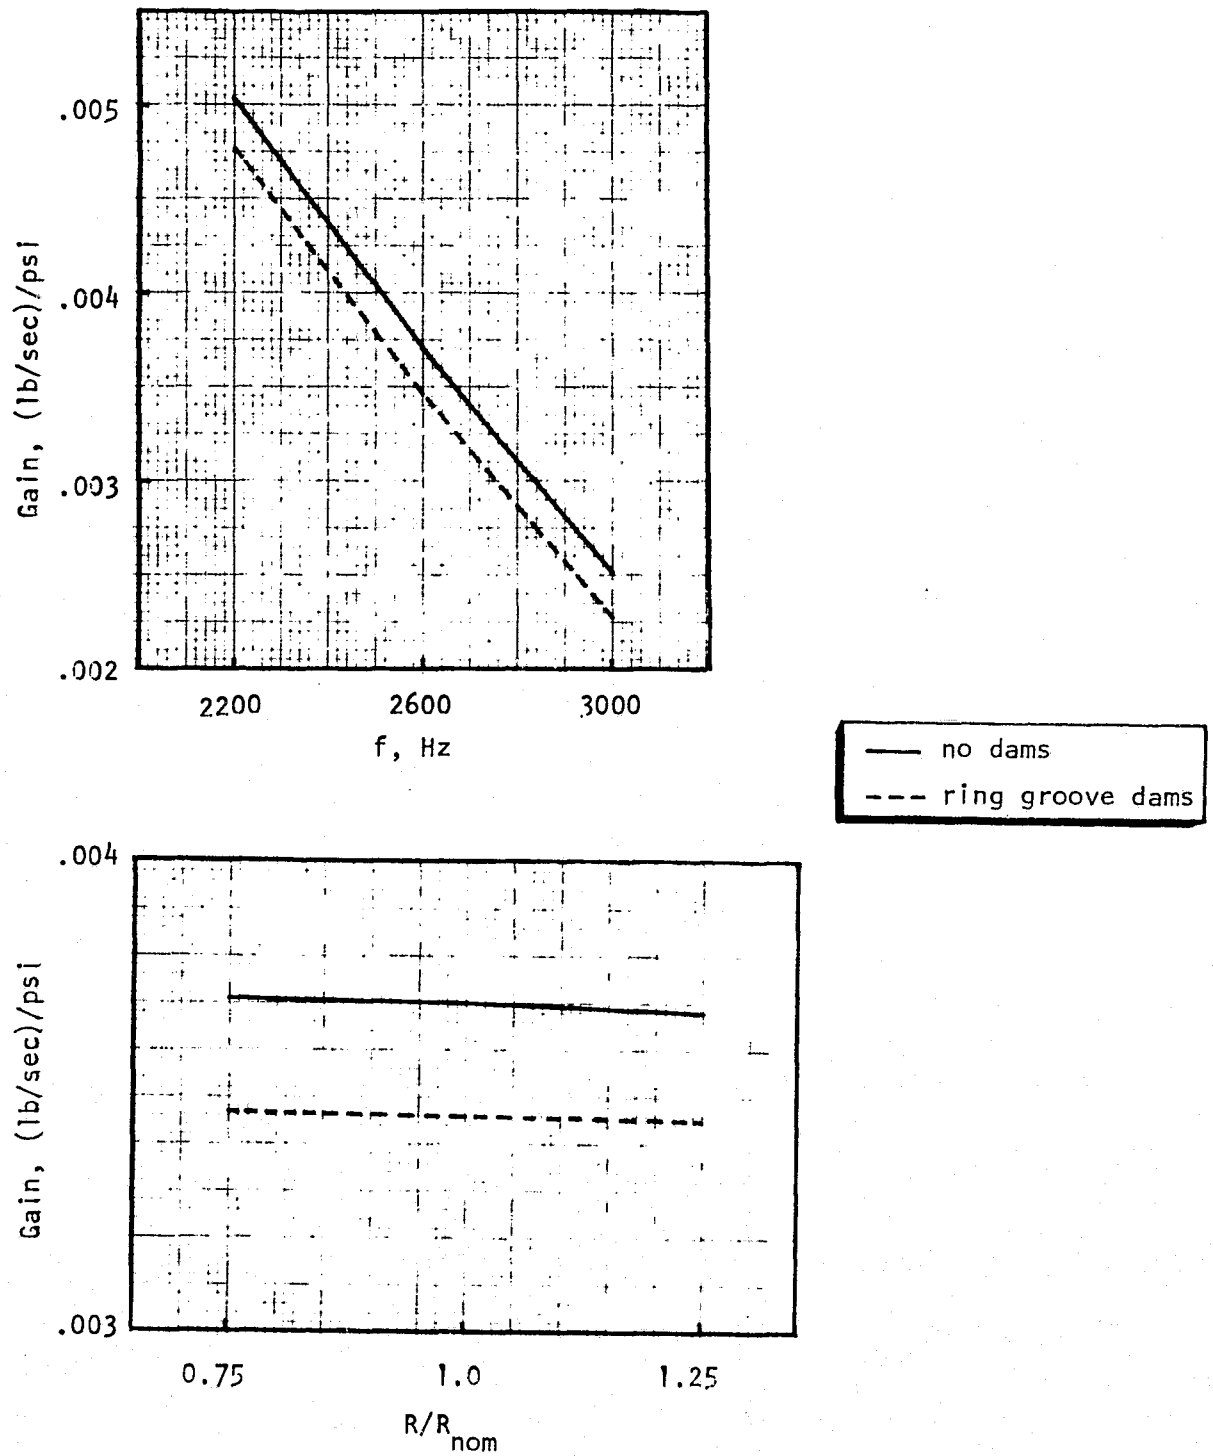 .005
.004
.003
.002
Gain, (lb/sec)/psi
2200 2600 3000
f, Hz
no dams
ring groove dams
.004
.003
Gain, (lb/sec)/psi
0.75 1.0 1.25
R/Rnom